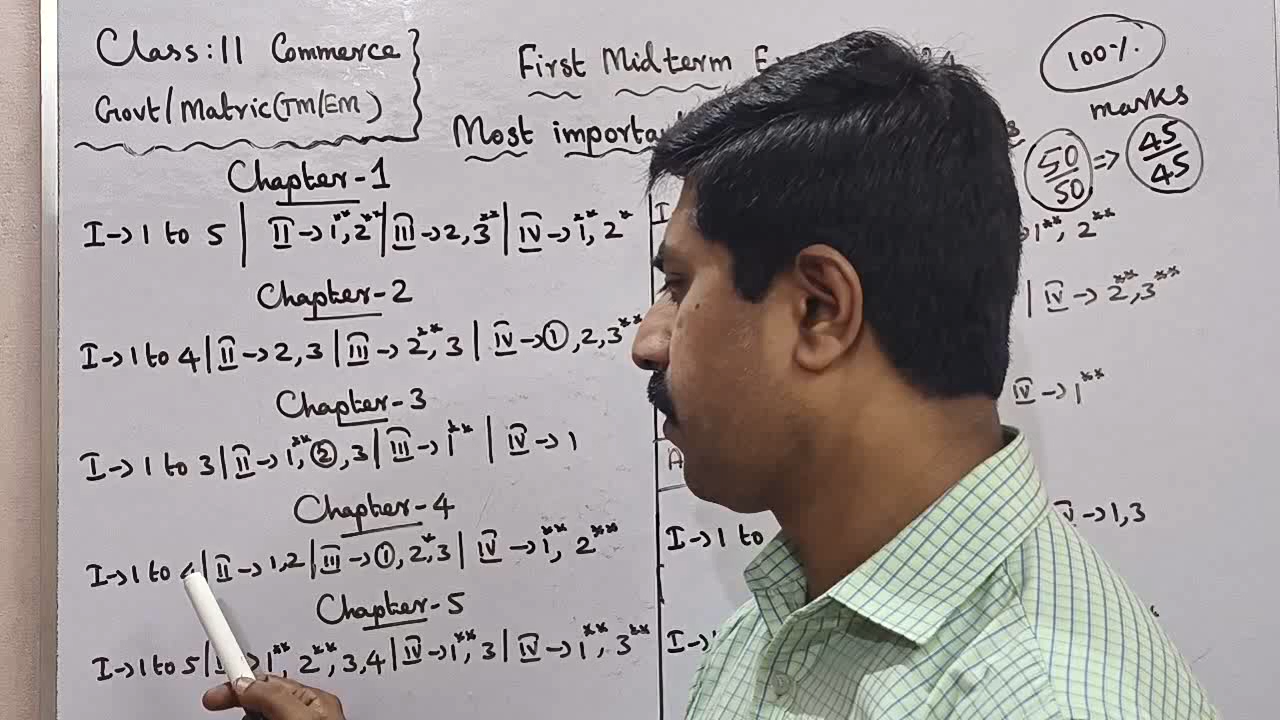 Class:11 Commerce
Govt/Matric(TM/EM)
First Midterm
Most important
100%
marks
50/50 => 45/45
Chapter-1
I→1 to 5 | II→1**, 2** | III→2, 3** | IV→1**, 2*
Chapter-2
I→1 to 4 | II→2, 3 | III→2**, 3 | IV→①, 2, 3**
Chapter-3
I→1 to 3 | II→1**, ②, 3 | III→1** | IV→1
Chapter-4
I→1 to 4 | II→1,2 | III→①, 2*, 3 | IV→1**, 2**
Chapter-5
I→1 to 5 | →1**, 2**, 3,4 | IV→1**, 3 | IV→1**, 3**
I
1**, 2**
| IV→2**, 3**
IV→1**
A
I→1 to
→1,3
I→